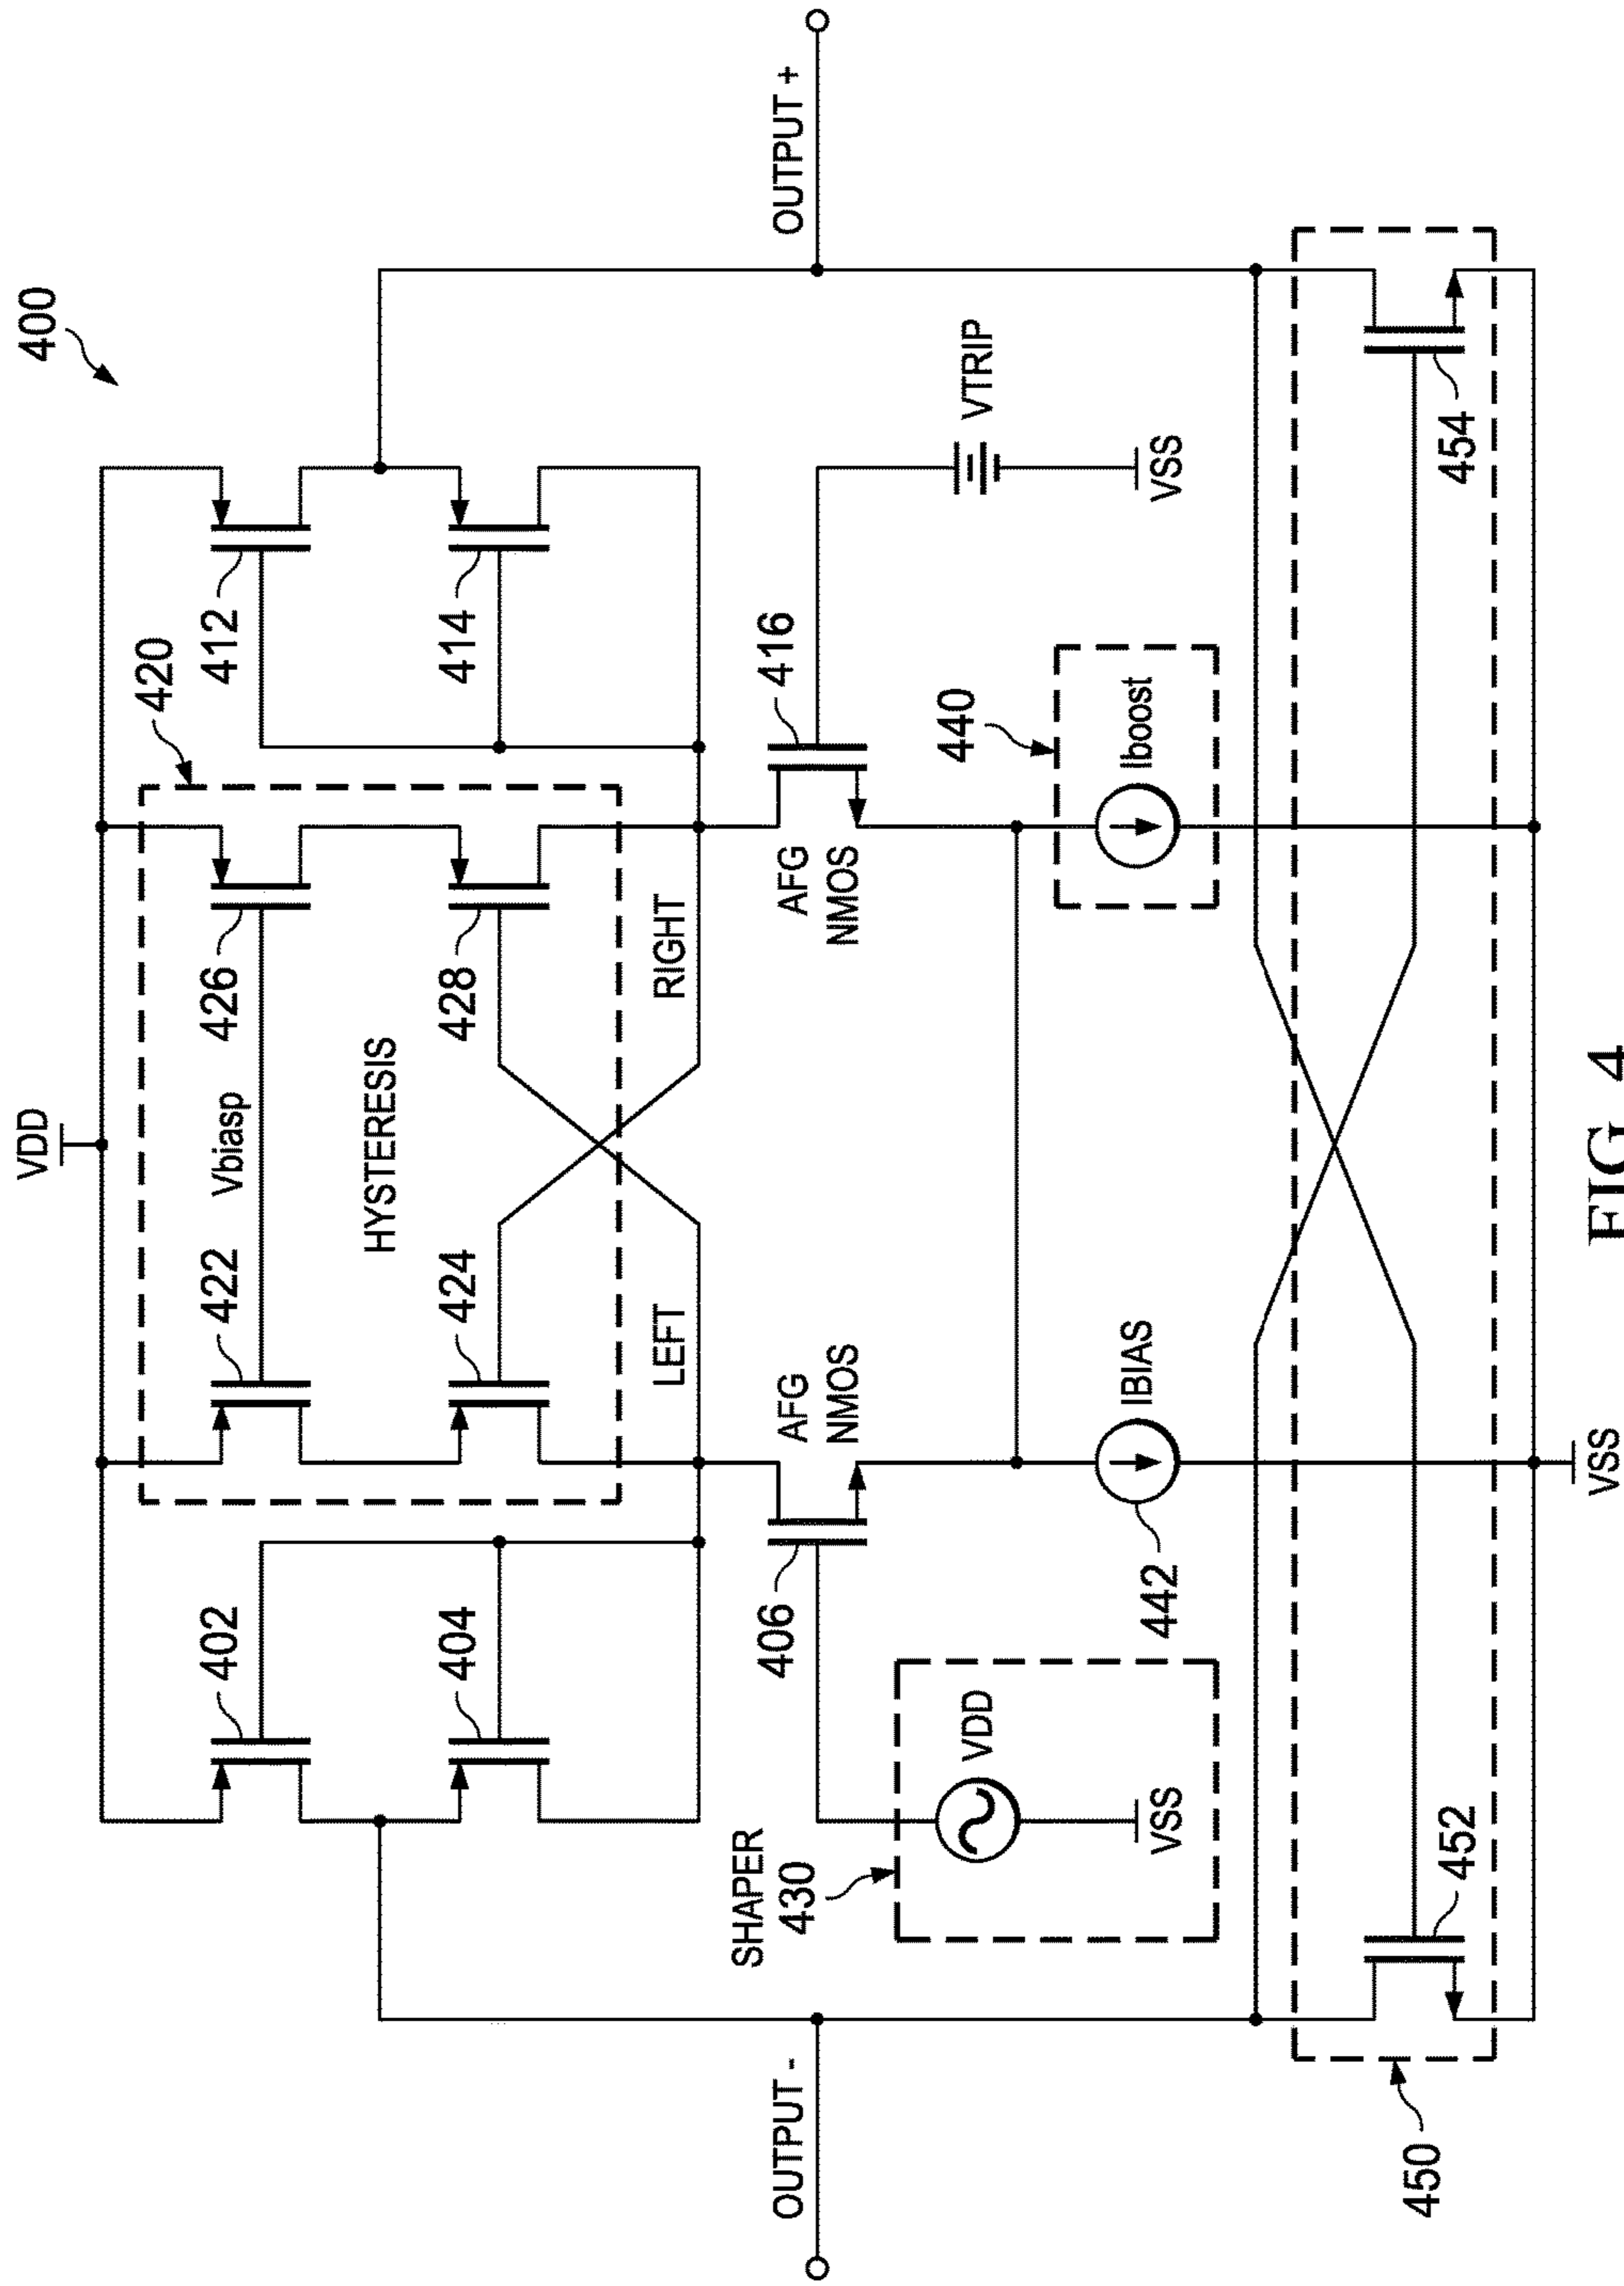 400
VDD
420
402
422
426
412
Vbiasp
HYSTERESIS
404
424
428
414
LEFT
RIGHT
OUTPUT -
SHAPER
430
406
AFG
NMOS
AFG
NMOS
416
OUTPUT +
VDD
VSS
442
IBIAS
440
Iboost
VTRIP
VSS
450
452
454
VSS
FIG. 4